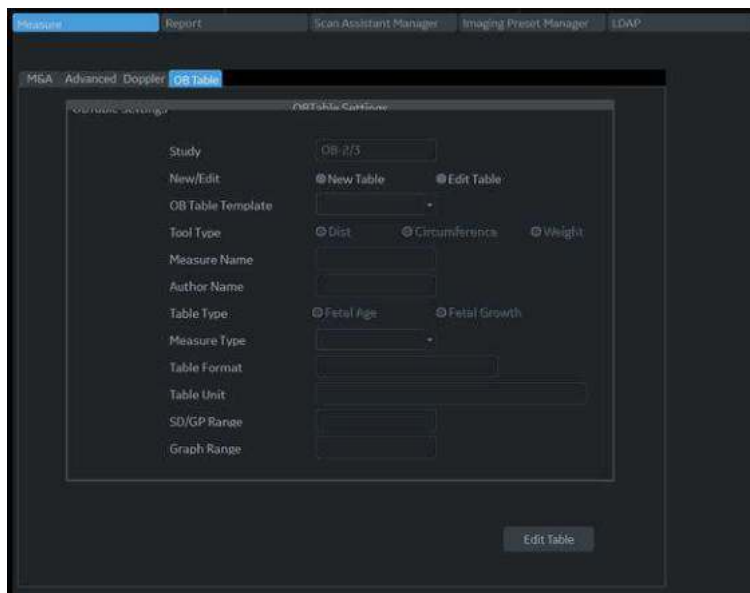 Measure Report Scan Assistant Manager Imaging Preset Manager LDAP
M&A Advanced Doppler OB Table
OBTable Settings OBTable Settings
Study OB-2/3
New/Edit New Table Edit Table
OB Table Template
Tool Type Dist Circumference Weight
Measure Name
Author Name
Table Type Fetal Age Fetal Growth
Measure Type
Table Format
Table Unit
SD/GP Range
Graph Range
Edit Table